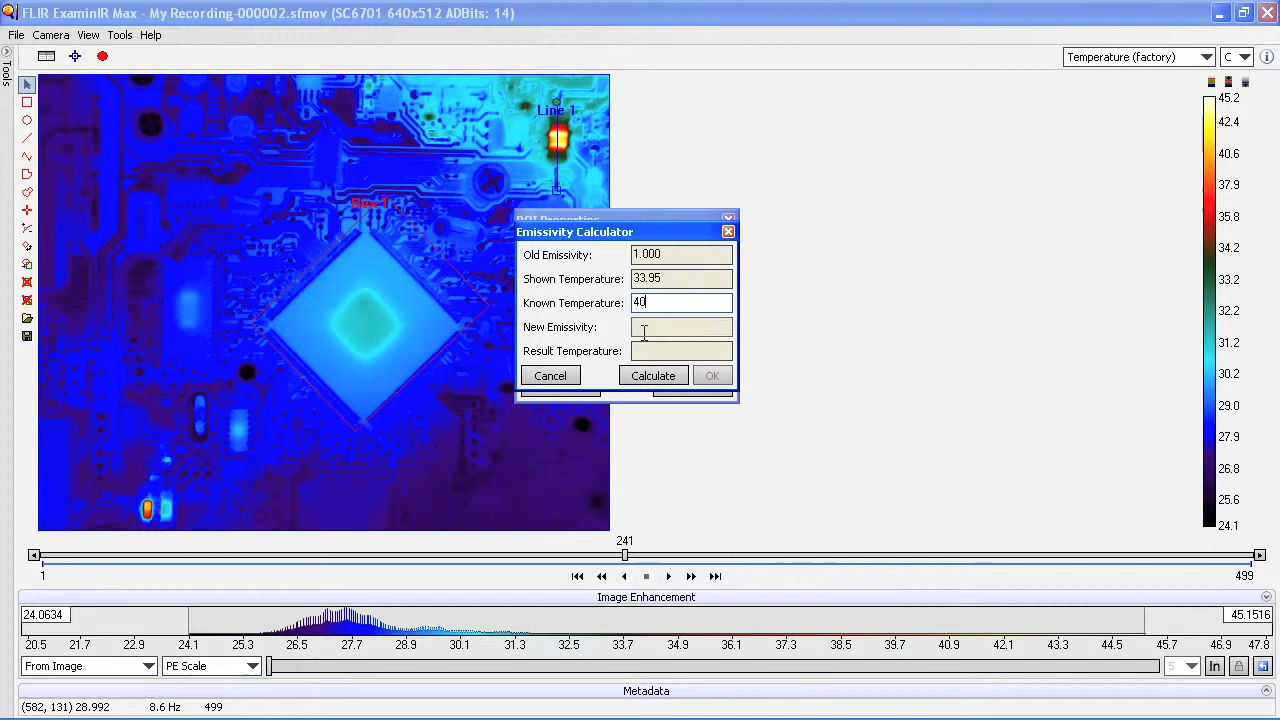 FLIR ExaminIR Max - My Recording-000002.sfmov (SC6701 640x512 ADBits: 14)
File Camera View Tools Help
Temperature (factory) C
Tools
Line 1
Box 1
ROI Properties
Emissivity Calculator
Old Emissivity: 1.000
Shown Temperature: 33.95
Known Temperature: 40
New Emissivity:
Result Temperature:
Cancel Calculate OK
45.2
42.4
40.6
37.9
34.8
33.2
32.2
31.2
30.2
29.0
27.9
26.8
25.6
24.1
241
1 499
Image Enhancement
24.0634 45.1516
20.5 21.7 22.9 24.1 25.3 26.5 27.7 28.9 30.1 31.3 32.5 33.7 34.9 36.1 37.3 38.5 39.7 40.9 42.1 43.3 44.5 45.7 46.9 47.8
From Image PE Scale 5 In
Metadata
(582, 131) 28.992 8.6 Hz 499